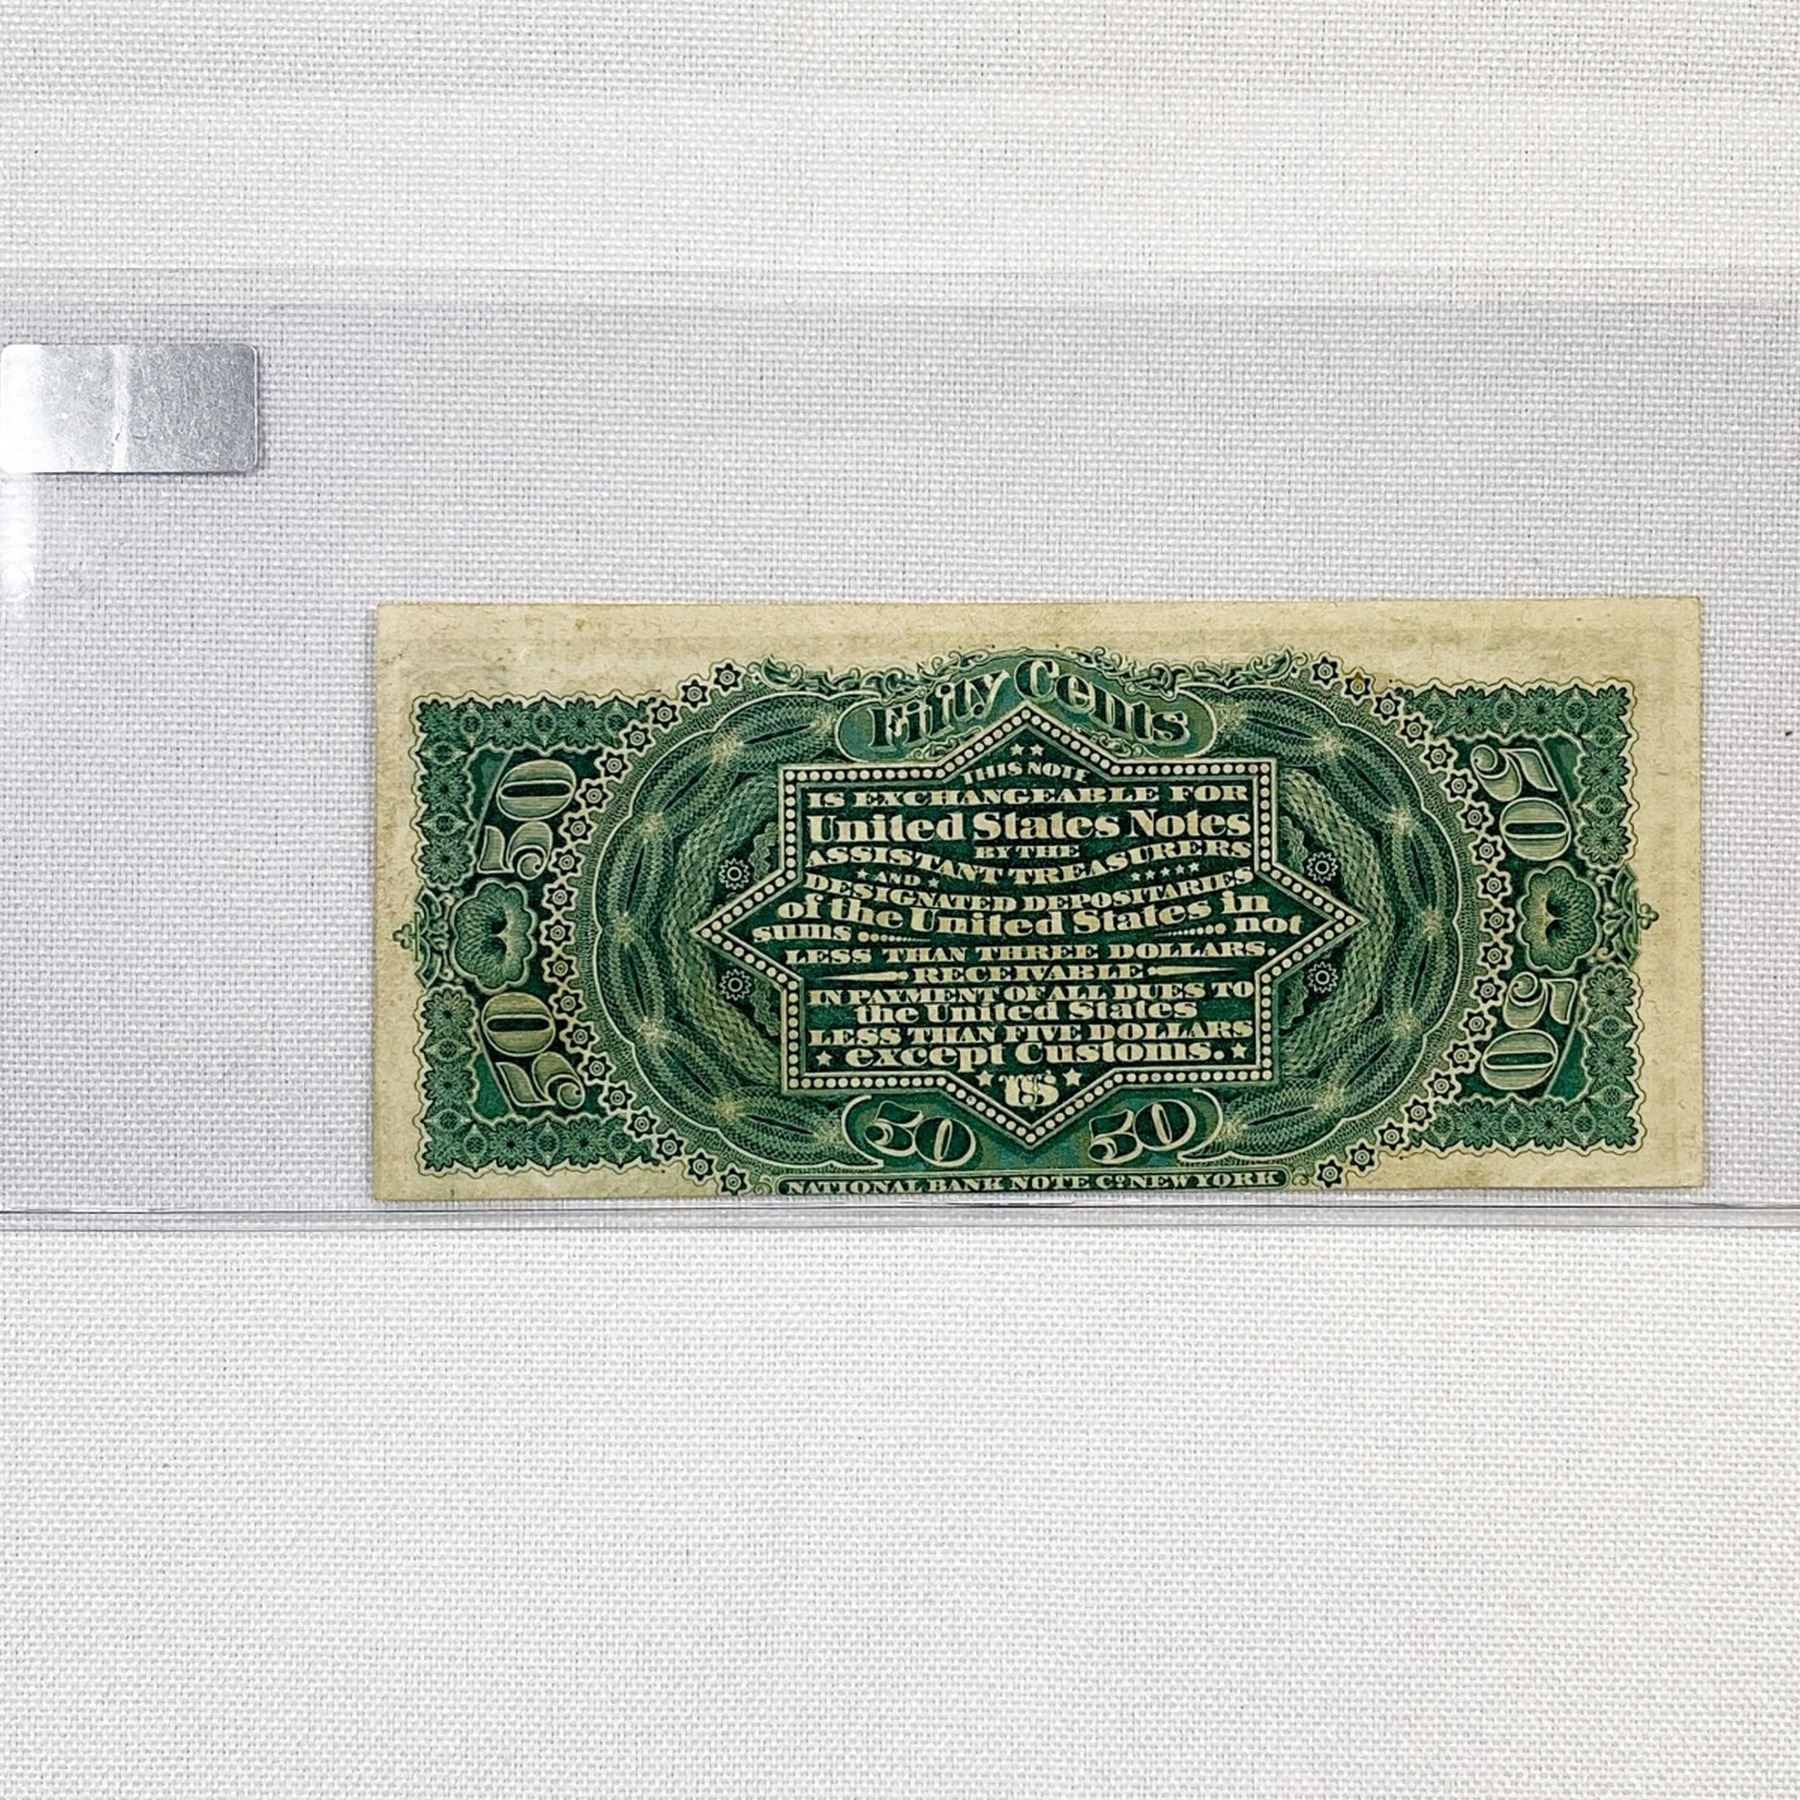 Fifty Cents
50
50
THIS NOTE
IS EXCHANGEABLE FOR
United States Notes
BY THE
ASSISTANT TREASURERS
AND
DESIGNATED DEPOSITARIES
of the United States in
sums not
LESS THAN THREE DOLLARS.
RECEIVABLE
IN PAYMENT OF ALL DUES TO
the United States
LESS THAN FIVE DOLLARS
except Customs.
US
50
50
50 50
NATIONAL BANK NOTE Co NEW YORK